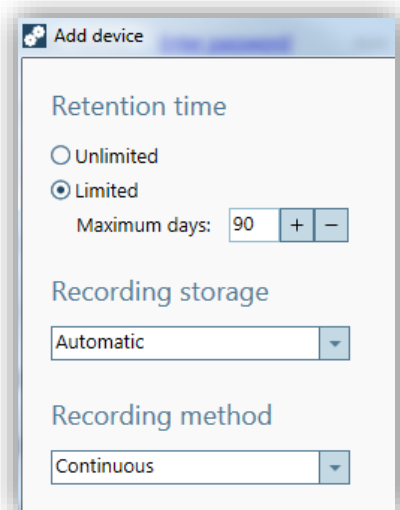 Add device
Retention time
Unlimited
Limited
Maximum days: 90 + −
Recording storage
Automatic
Recording method
Continuous